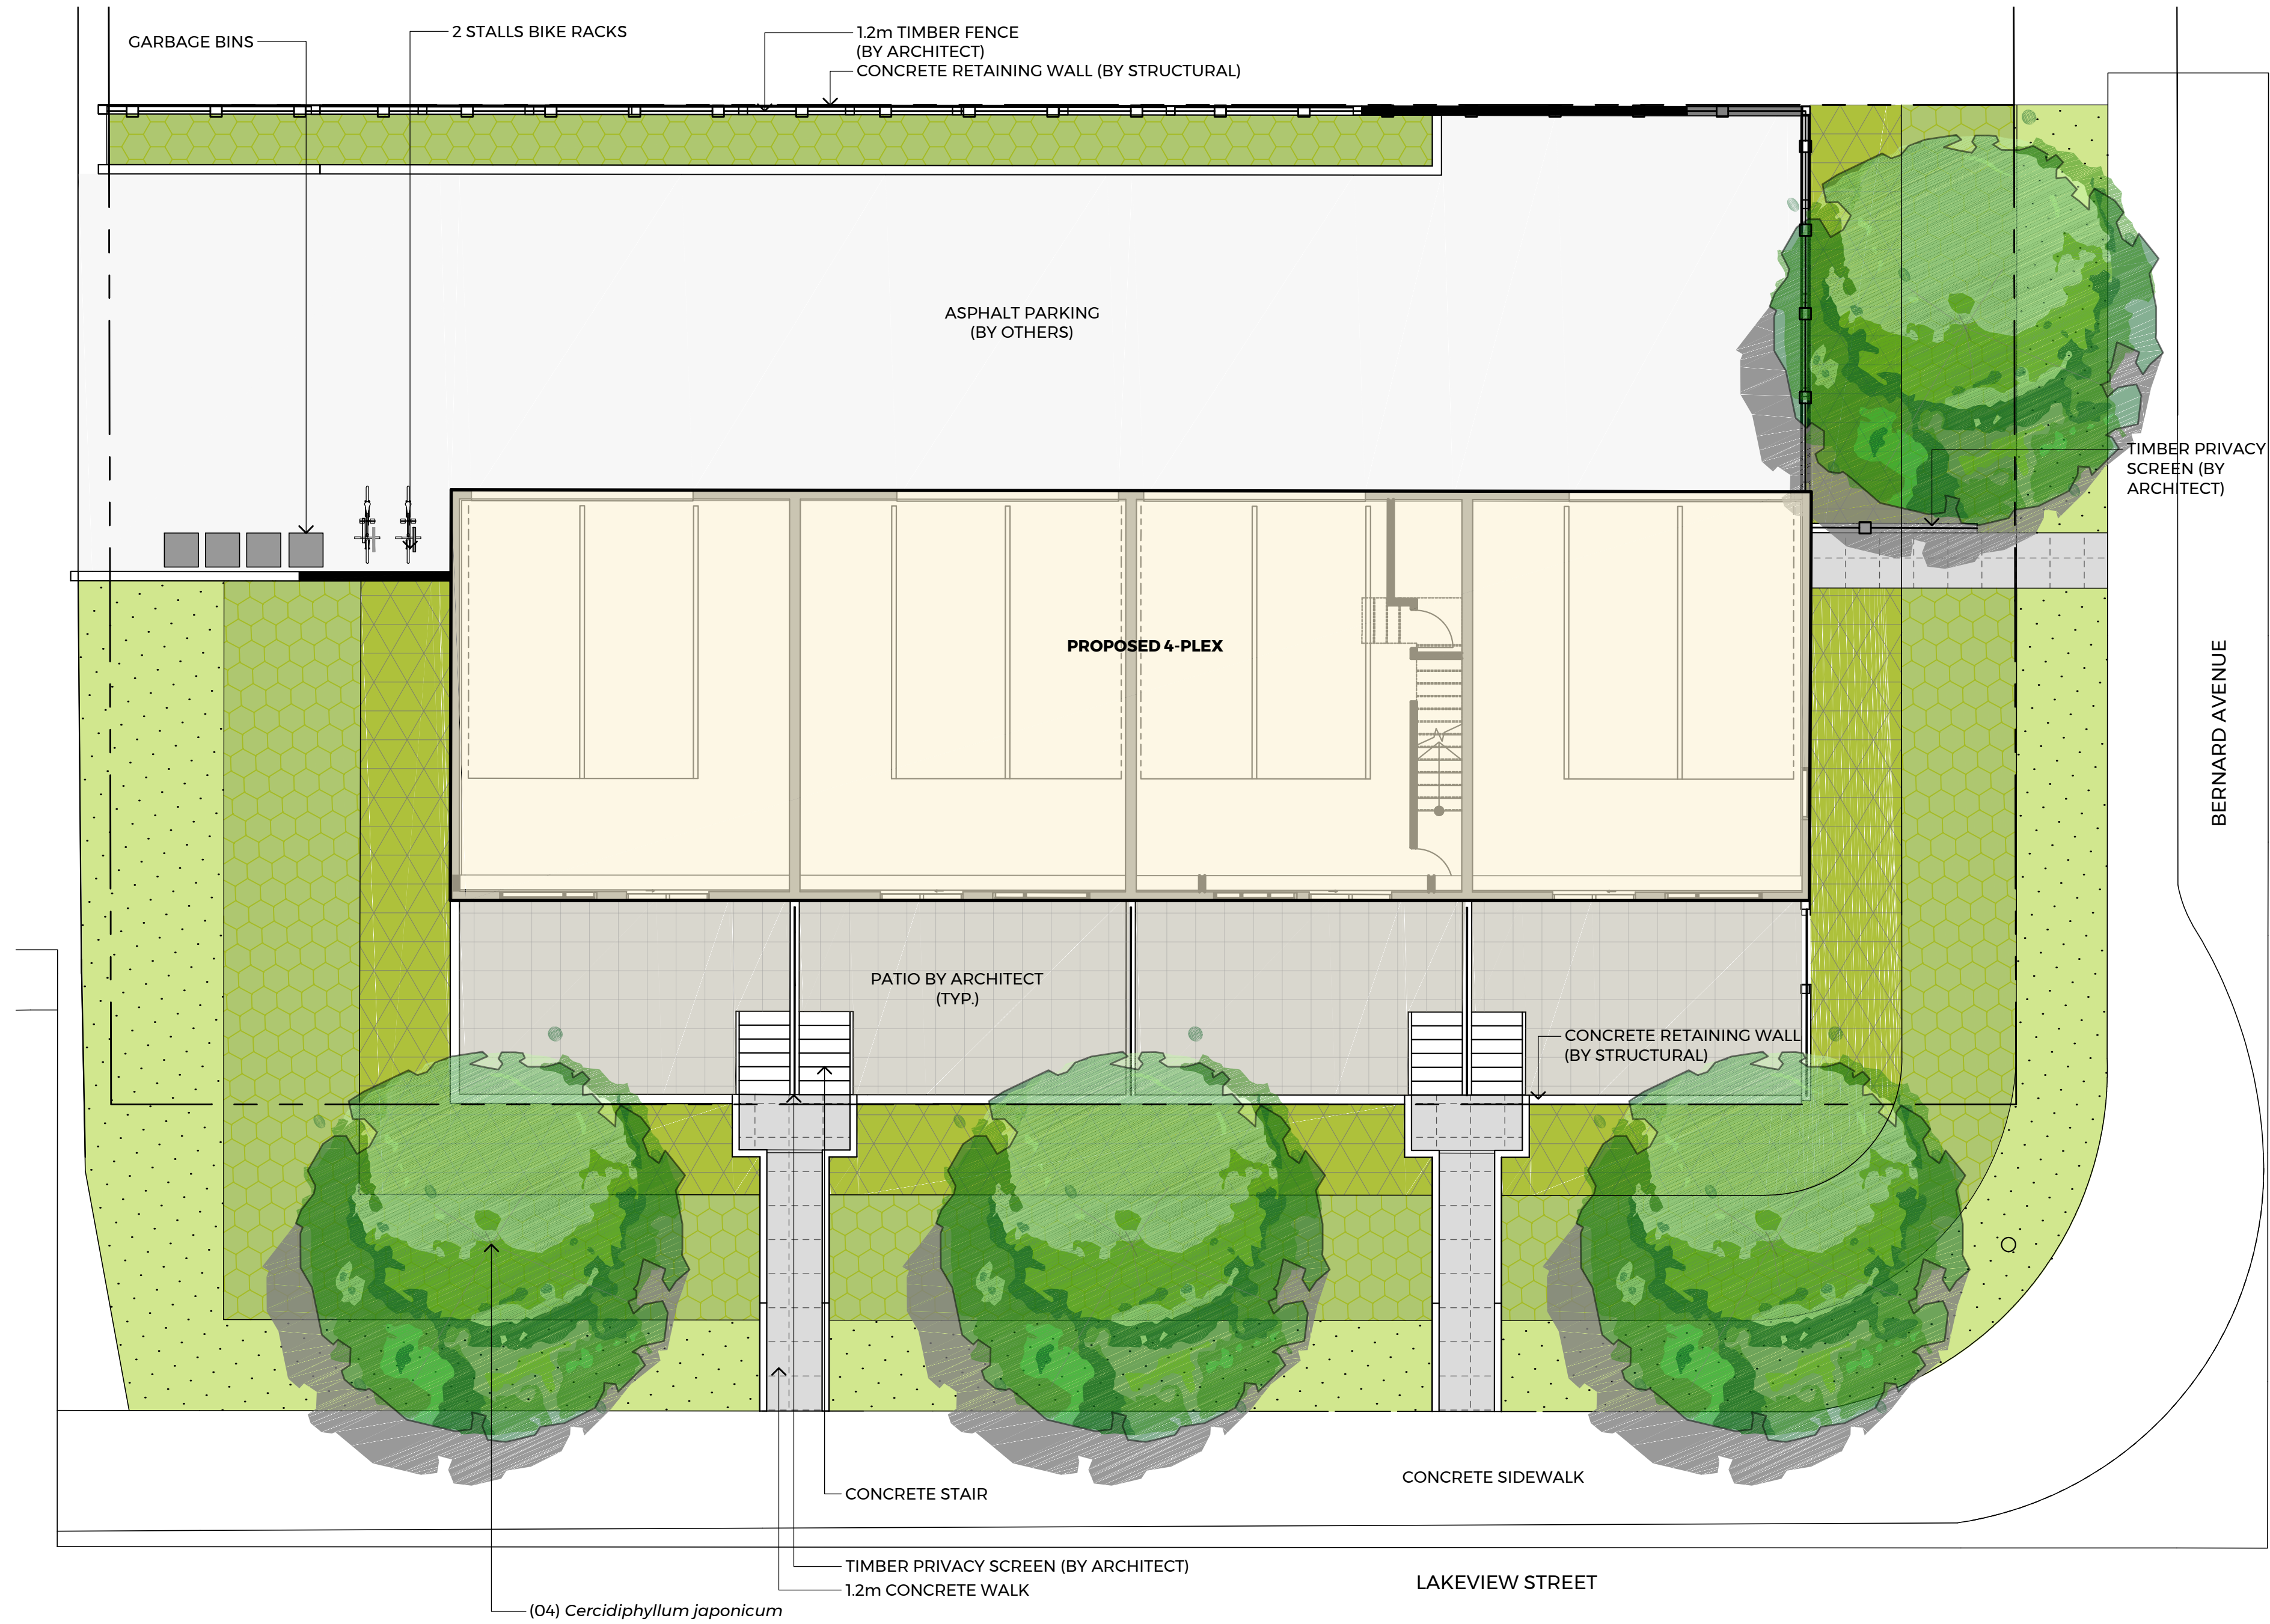 GARBAGE BINS
2 STALLS BIKE RACKS
1.2m TIMBER FENCE
(BY ARCHITECT)
CONCRETE RETAINING WALL (BY STRUCTURAL)
ASPHALT PARKING
(BY OTHERS)
TIMBER PRIVACY
SCREEN (BY
ARCHITECT)
PROPOSED 4-PLEX
BERNARD AVENUE
PATIO BY ARCHITECT
(TYP.)
CONCRETE RETAINING WALL
(BY STRUCTURAL)
CONCRETE SIDEWALK
CONCRETE STAIR
TIMBER PRIVACY SCREEN (BY ARCHITECT)
1.2m CONCRETE WALK
LAKEVIEW STREET
(04) Cercidiphyllum japonicum